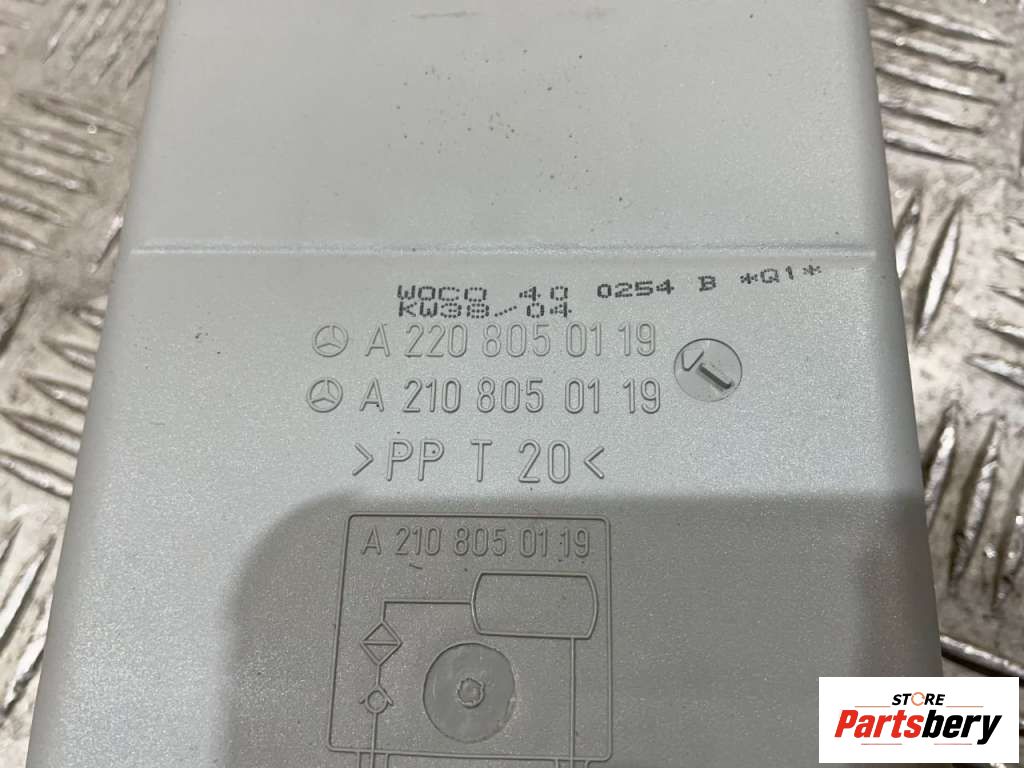 WOCO 40 0254 B *Q1*
KW38/04
A 220 805 01 19
A 210 805 01 19
>PP T 20<
A 210 805 01 19
STORE
Partsbery